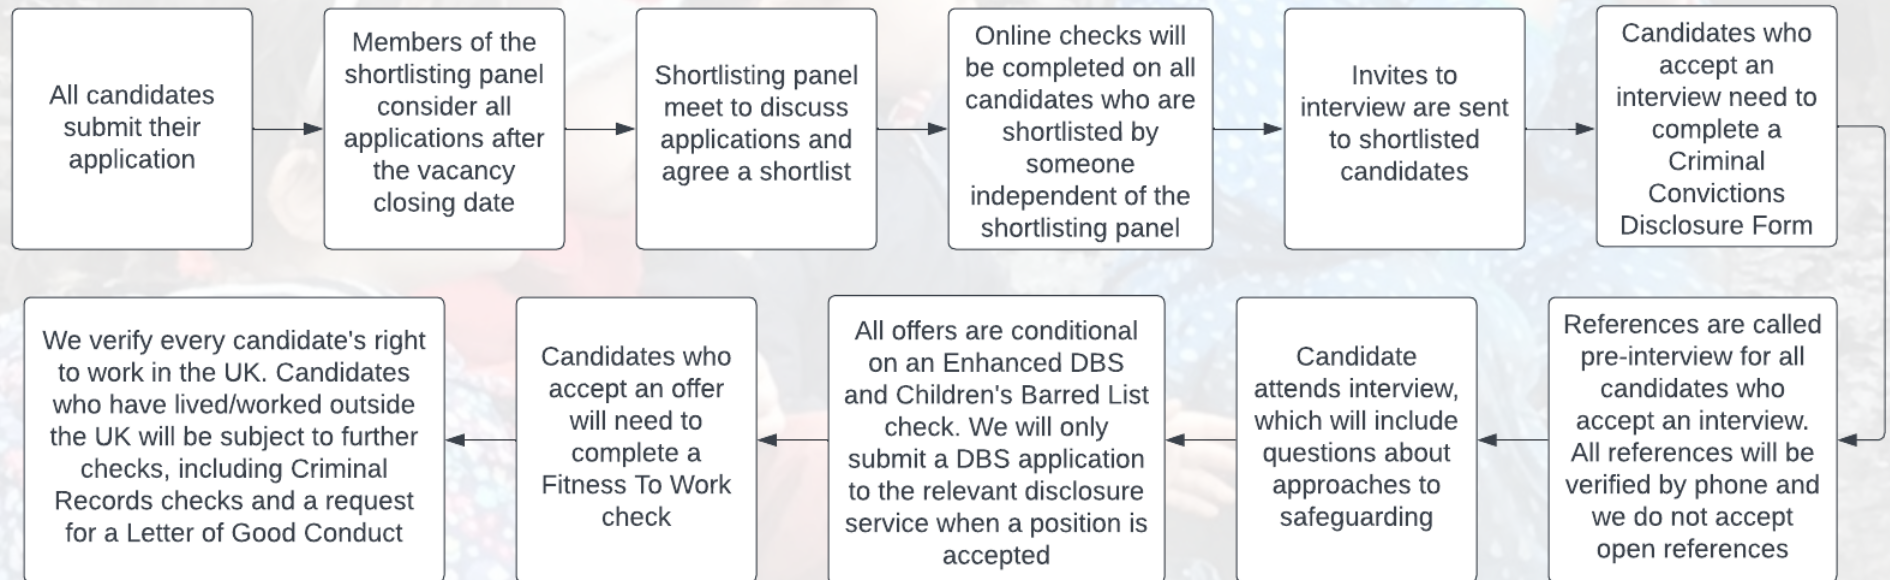 All candidates
submit their
application
Members of the
shortlisting panel
consider all
applications after
the vacancy
closing date
Shortlisting panel
meet to discuss
applications and
agree a shortlist
Online checks will
be completed on all
candidates who are
shortlisted by
someone
independent of the
shortlisting panel
Invites to
interview are sent
to shortlisted
candidates
Candidates who
accept an
interview need to
complete a
Criminal
Convictions
Disclosure Form
References are called
pre-interview for all
candidates who
accept an interview.
All references will be
verified by phone and
we do not accept
open references
Candidate
attends interview,
which will include
questions about
approaches to
safeguarding
All offers are conditional
on an Enhanced DBS
and Children's Barred List
check. We will only
submit a DBS application
to the relevant disclosure
service when a position is
accepted
Candidates who
accept an offer
will need to
complete a
Fitness To Work
check
We verify every candidate's right
to work in the UK. Candidates
who have lived/worked outside
the UK will be subject to further
checks, including Criminal
Records checks and a request
for a Letter of Good Conduct